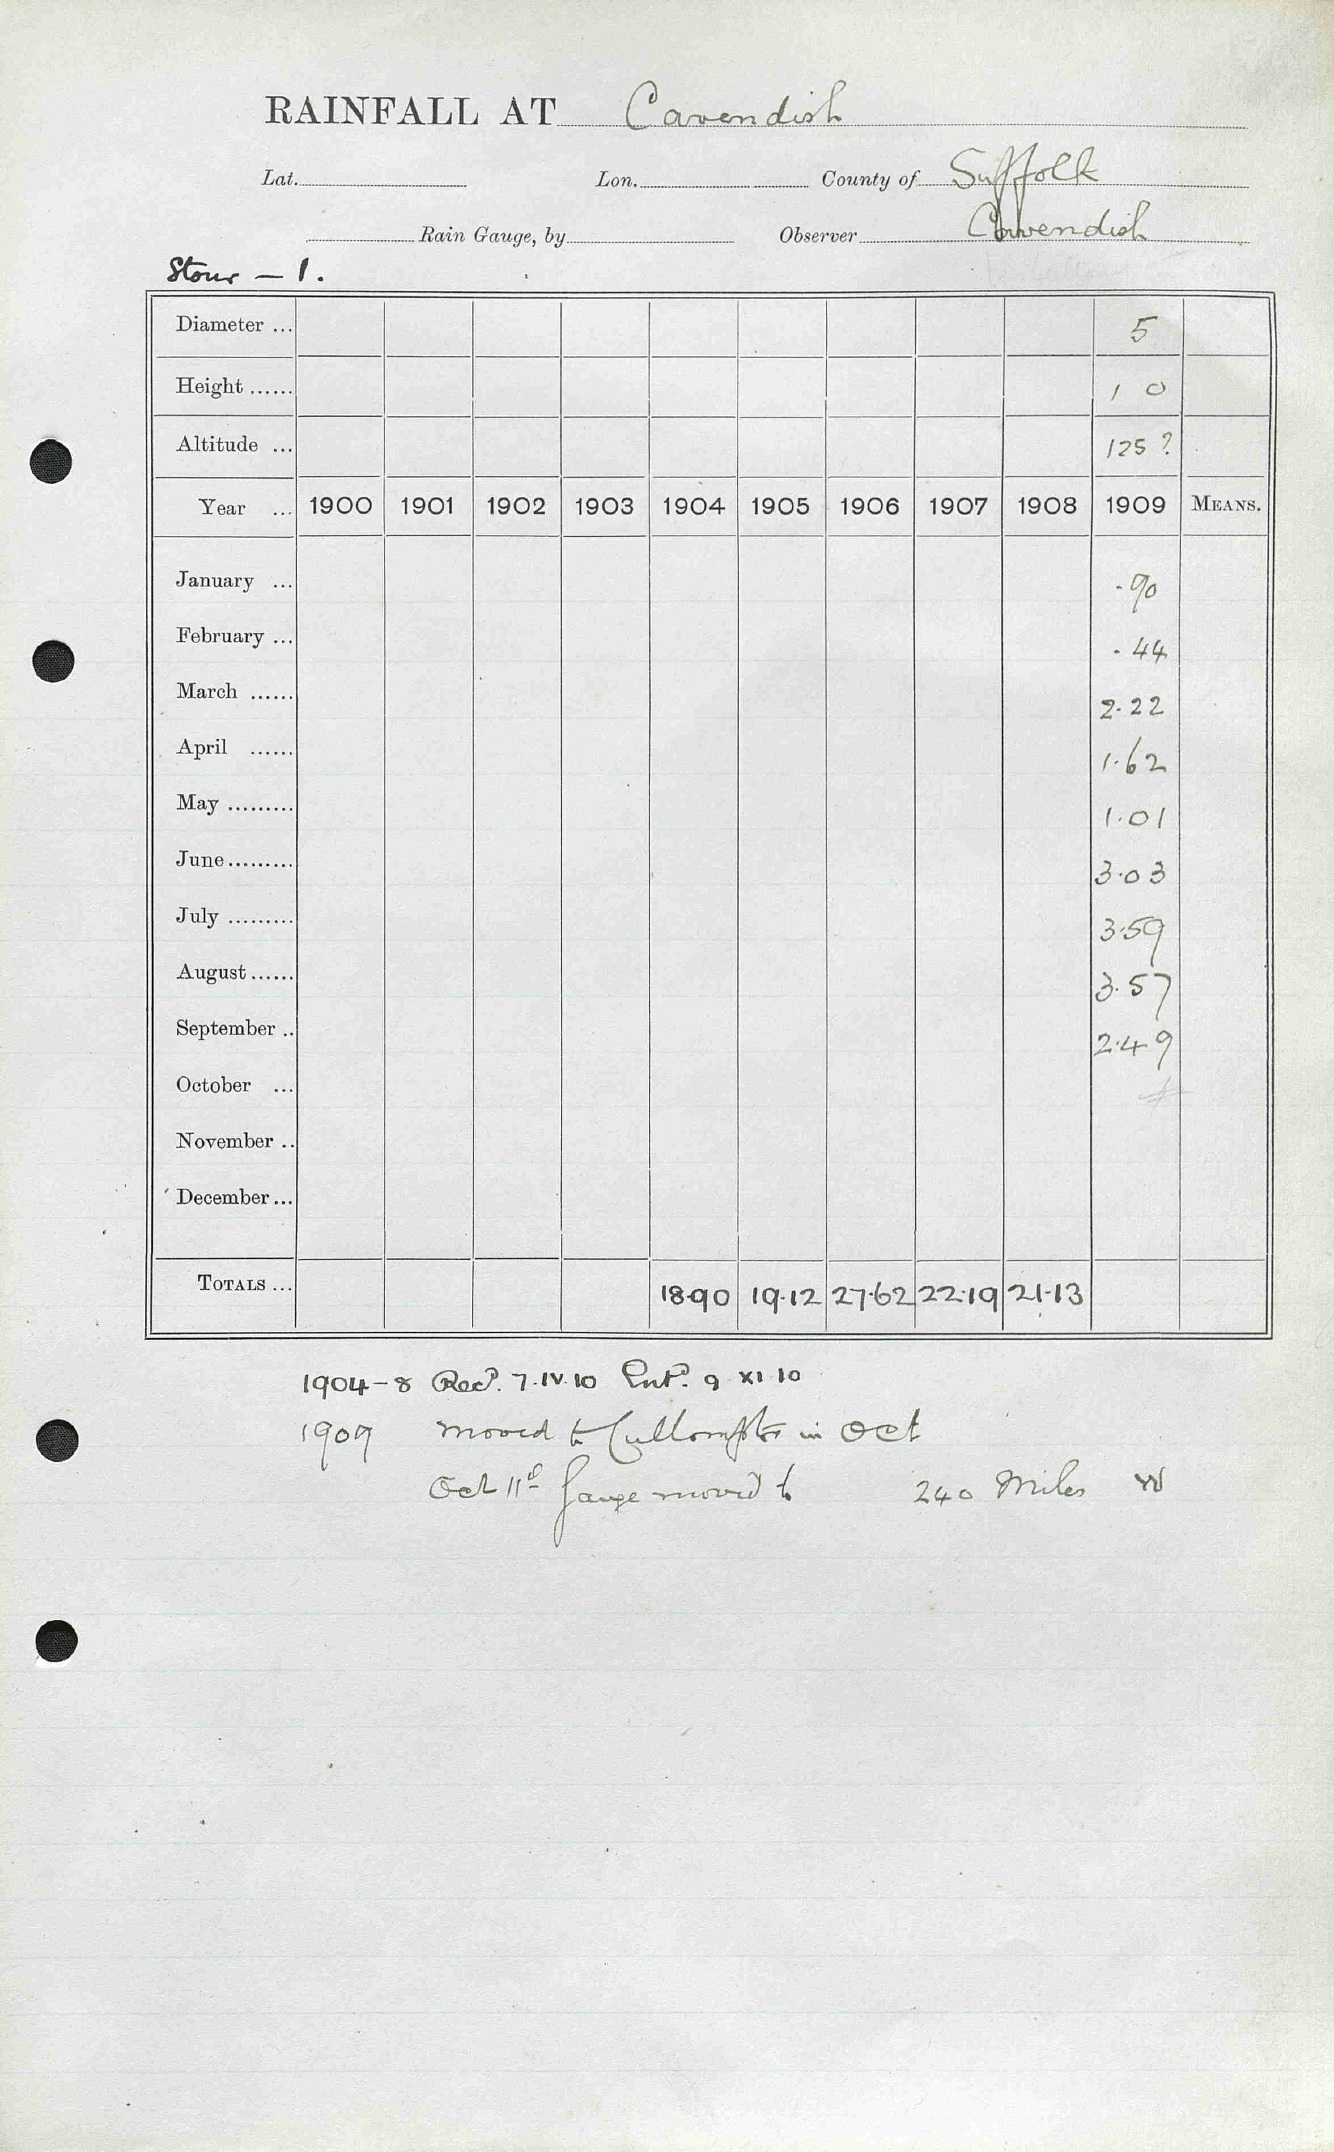 RAINFALL AT Cavendish
Lat. Lon. County of Suffolk
Rain Gauge, by Observer Cavendish
Stour — 1.
Diameter ... 5
Height ...... 1 0
Altitude ... 125 ?
Year ... 1900 1901 1902 1903 1904 1905 1906 1907 1908 1909 MEANS.
January ... .90
February ... .44
March ...... 2.22
April ...... 1.62
May ......... 1.01
June ......... 3.03
July ......... 3.59
August ...... 3.57
September .. 2.49
October ...
November ..
December ...
TOTALS ... 18.90 19.12 27.62 22.19 21.13
1904-8 Recd. 7.IV.10 Entd. 9 XI 10
1909 moved to Cullompton in Oct
Oct 11th Gauge moved to 240 Miles W